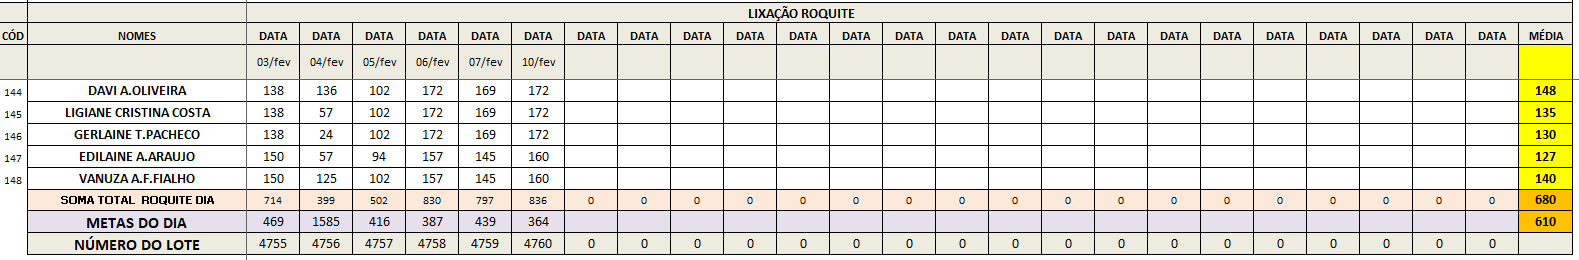 LIXAÇÃO ROQUITE
CÓD NOMES DATA DATA DATA DATA DATA DATA DATA DATA DATA DATA DATA DATA DATA DATA DATA DATA DATA DATA DATA DATA DATA DATA DATA DATA MÉDIA
03/fev 04/fev 05/fev 06/fev 07/fev 10/fev
144 DAVI A.OLIVEIRA 138 136 102 172 169 172 148
145 LIGIANE CRISTINA COSTA 138 57 102 172 169 172 135
146 GERLAINE T.PACHECO 138 24 102 172 169 172 130
147 EDILAINE A.ARAUJO 150 57 94 157 145 160 127
148 VANUZA A.F.FIALHO 150 125 102 157 145 160 140
SOMA TOTAL ROQUITE DIA 714 399 502 830 797 836 0 0 0 0 0 0 0 0 0 0 0 0 0 0 0 0 0 0 680
METAS DO DIA 469 1585 416 387 439 364 610
NÚMERO DO LOTE 4755 4756 4757 4758 4759 4760 0 0 0 0 0 0 0 0 0 0 0 0 0 0 0 0 0 0